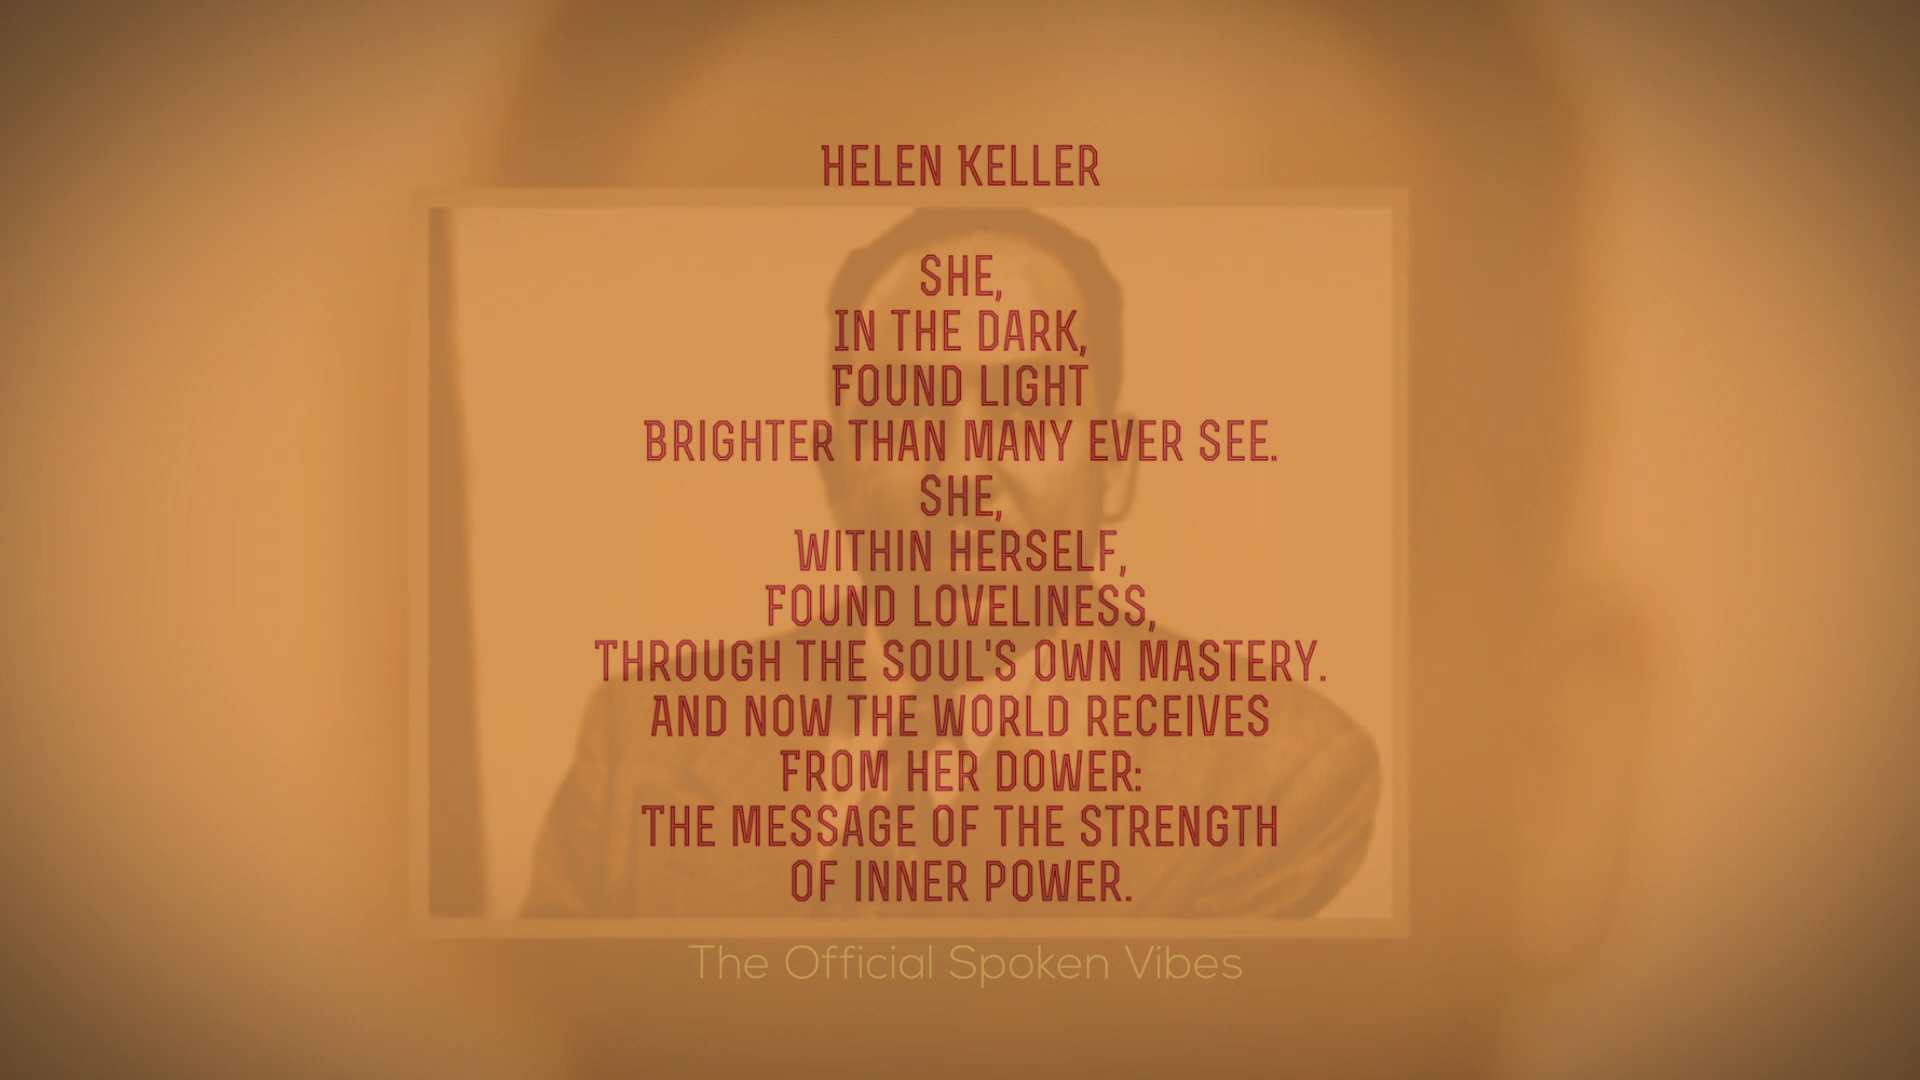 HELEN KELLER
SHE,
IN THE DARK,
FOUND LIGHT
BRIGHTER THAN MANY EVER SEE.
SHE,
WITHIN HERSELF,
FOUND LOVELINESS,
THROUGH THE SOUL'S OWN MASTERY.
AND NOW THE WORLD RECEIVES
FROM HER DOWER:
THE MESSAGE OF THE STRENGTH
OF INNER POWER.
The Official Spoken Vibes